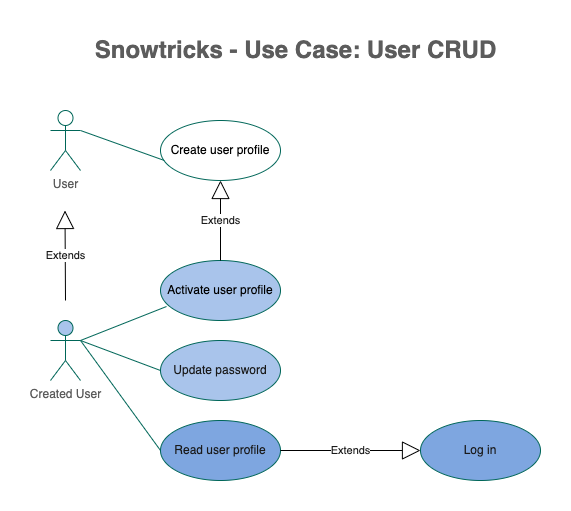 Snowtricks - Use Case: User CRUD
Create user profile
User
Extends
Extends
Activate user profile
Update password
Created User
Read user profile
Extends
Log in